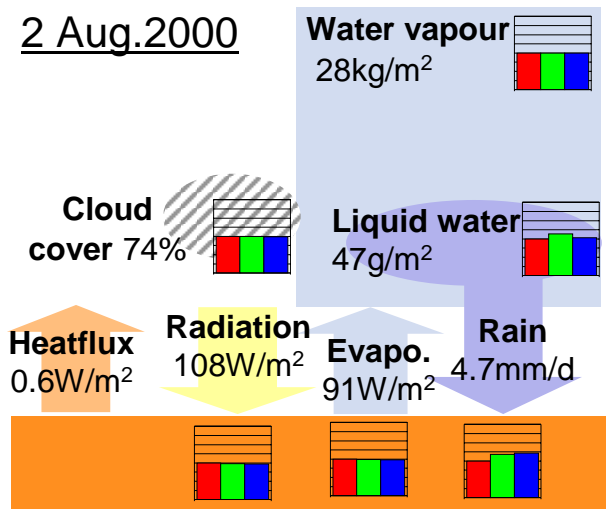 2 Aug.2000
Water vapour
28kg/m²
Cloud
cover 74%
Liquid water
47g/m²
Heatflux
0.6W/m²
Radiation
108W/m²
Evapo.
91W/m²
Rain
4.7mm/d